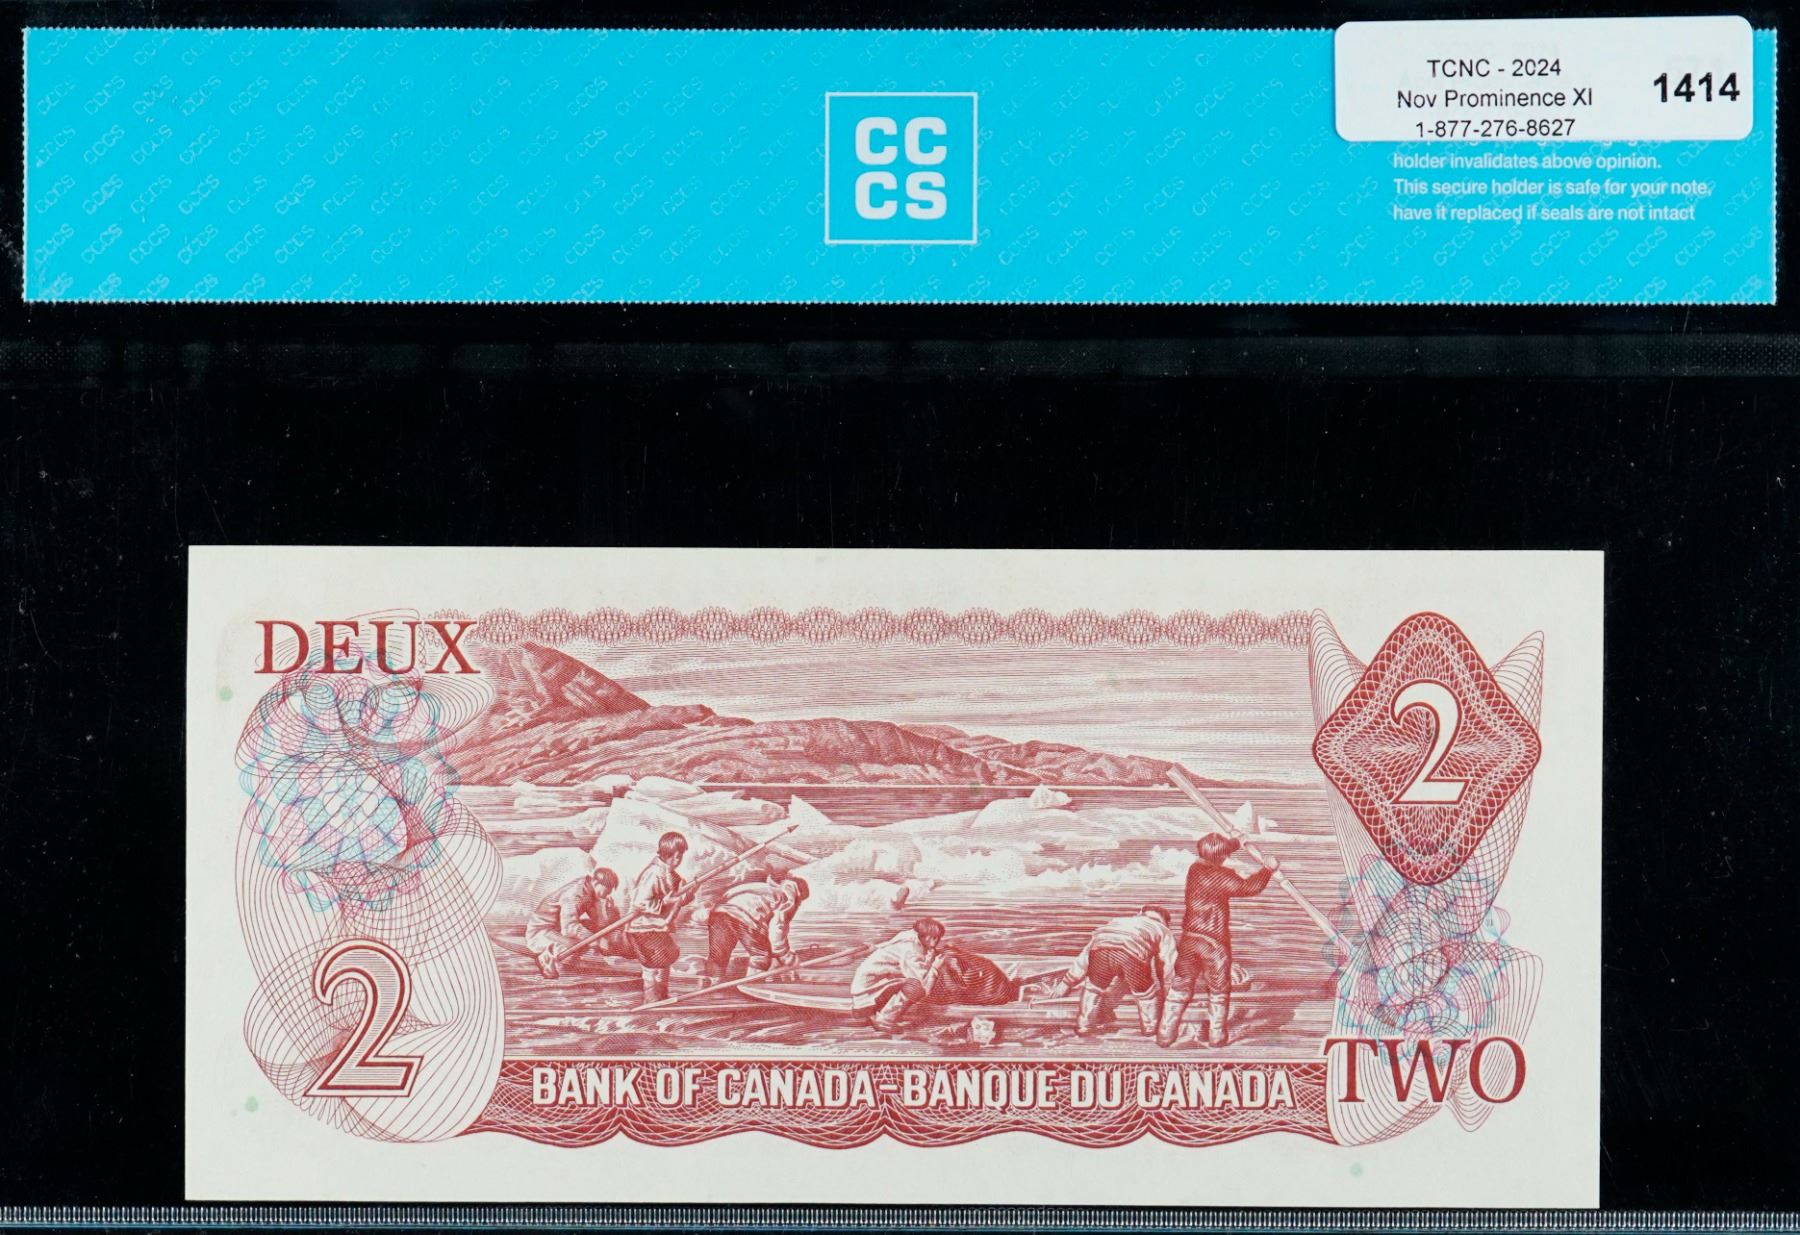 TCNC - 2024
Nov Prominence XI
1-877-276-8627
1414
CC
CS
holder invalidates above opinion.
This secure holder is safe for your note,
have it replaced if seals are not intact
DEUX
2
2
BANK OF CANADA-BANQUE DU CANADA
TWO